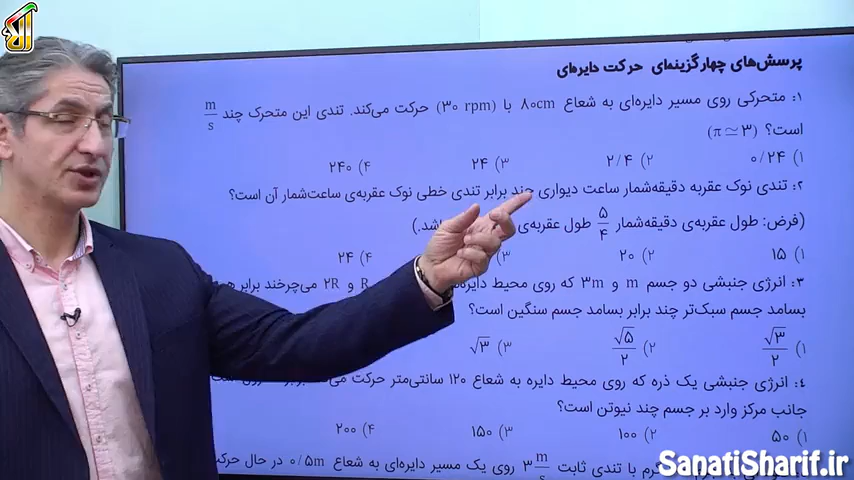 پرسش‌های چهارگزینه‌ای حرکت دایره‌ای
۱: متحرکی روی مسیر دایره‌ای به شعاع ۸۰cm با (۳۰ rpm) حرکت می‌کند. تندی این متحرک چند m/s
است؟ (π≃۳)
۱) ۰/۲۴ ۲) ۲/۴ ۳) ۲۴ ۴) ۲۴۰
۲: تندی نوک عقربه دقیقه‌شمار ساعت دیواری چند برابر تندی خطی نوک عقربه‌ی ساعت‌شمار آن است؟
(فرض: طول عقربه‌ی دقیقه‌شمار ۵/۴ طول عقربه‌ی باشد.)
۱) ۱۵ ۲) ۲۰ ۳) ۴) ۲۴
۳: انرژی جنبشی دو جسم m و ۳m که روی محیط R و ۲R می‌چرخند برابر
بسامد جسم سبک‌تر چند برابر بسامد جسم سنگین است؟
۱) √۳/۲ ۲) √۵/۲ ۳) √۳
۴: انرژی جنبشی یک ذره که روی محیط دایره به شعاع ۱۲۰ سانتی‌متر حرکت
جانب مرکز وارد بر جسم چند نیوتن است؟
۱) ۵۰ ۲) ۱۰۰ ۳) ۱۵۰ ۴) ۲۰۰
با تندی ثابت ۳ m/s روی یک مسیر دایره‌ای به شعاع ۰/۵m در حال حرکت
SanatiSharif.ir